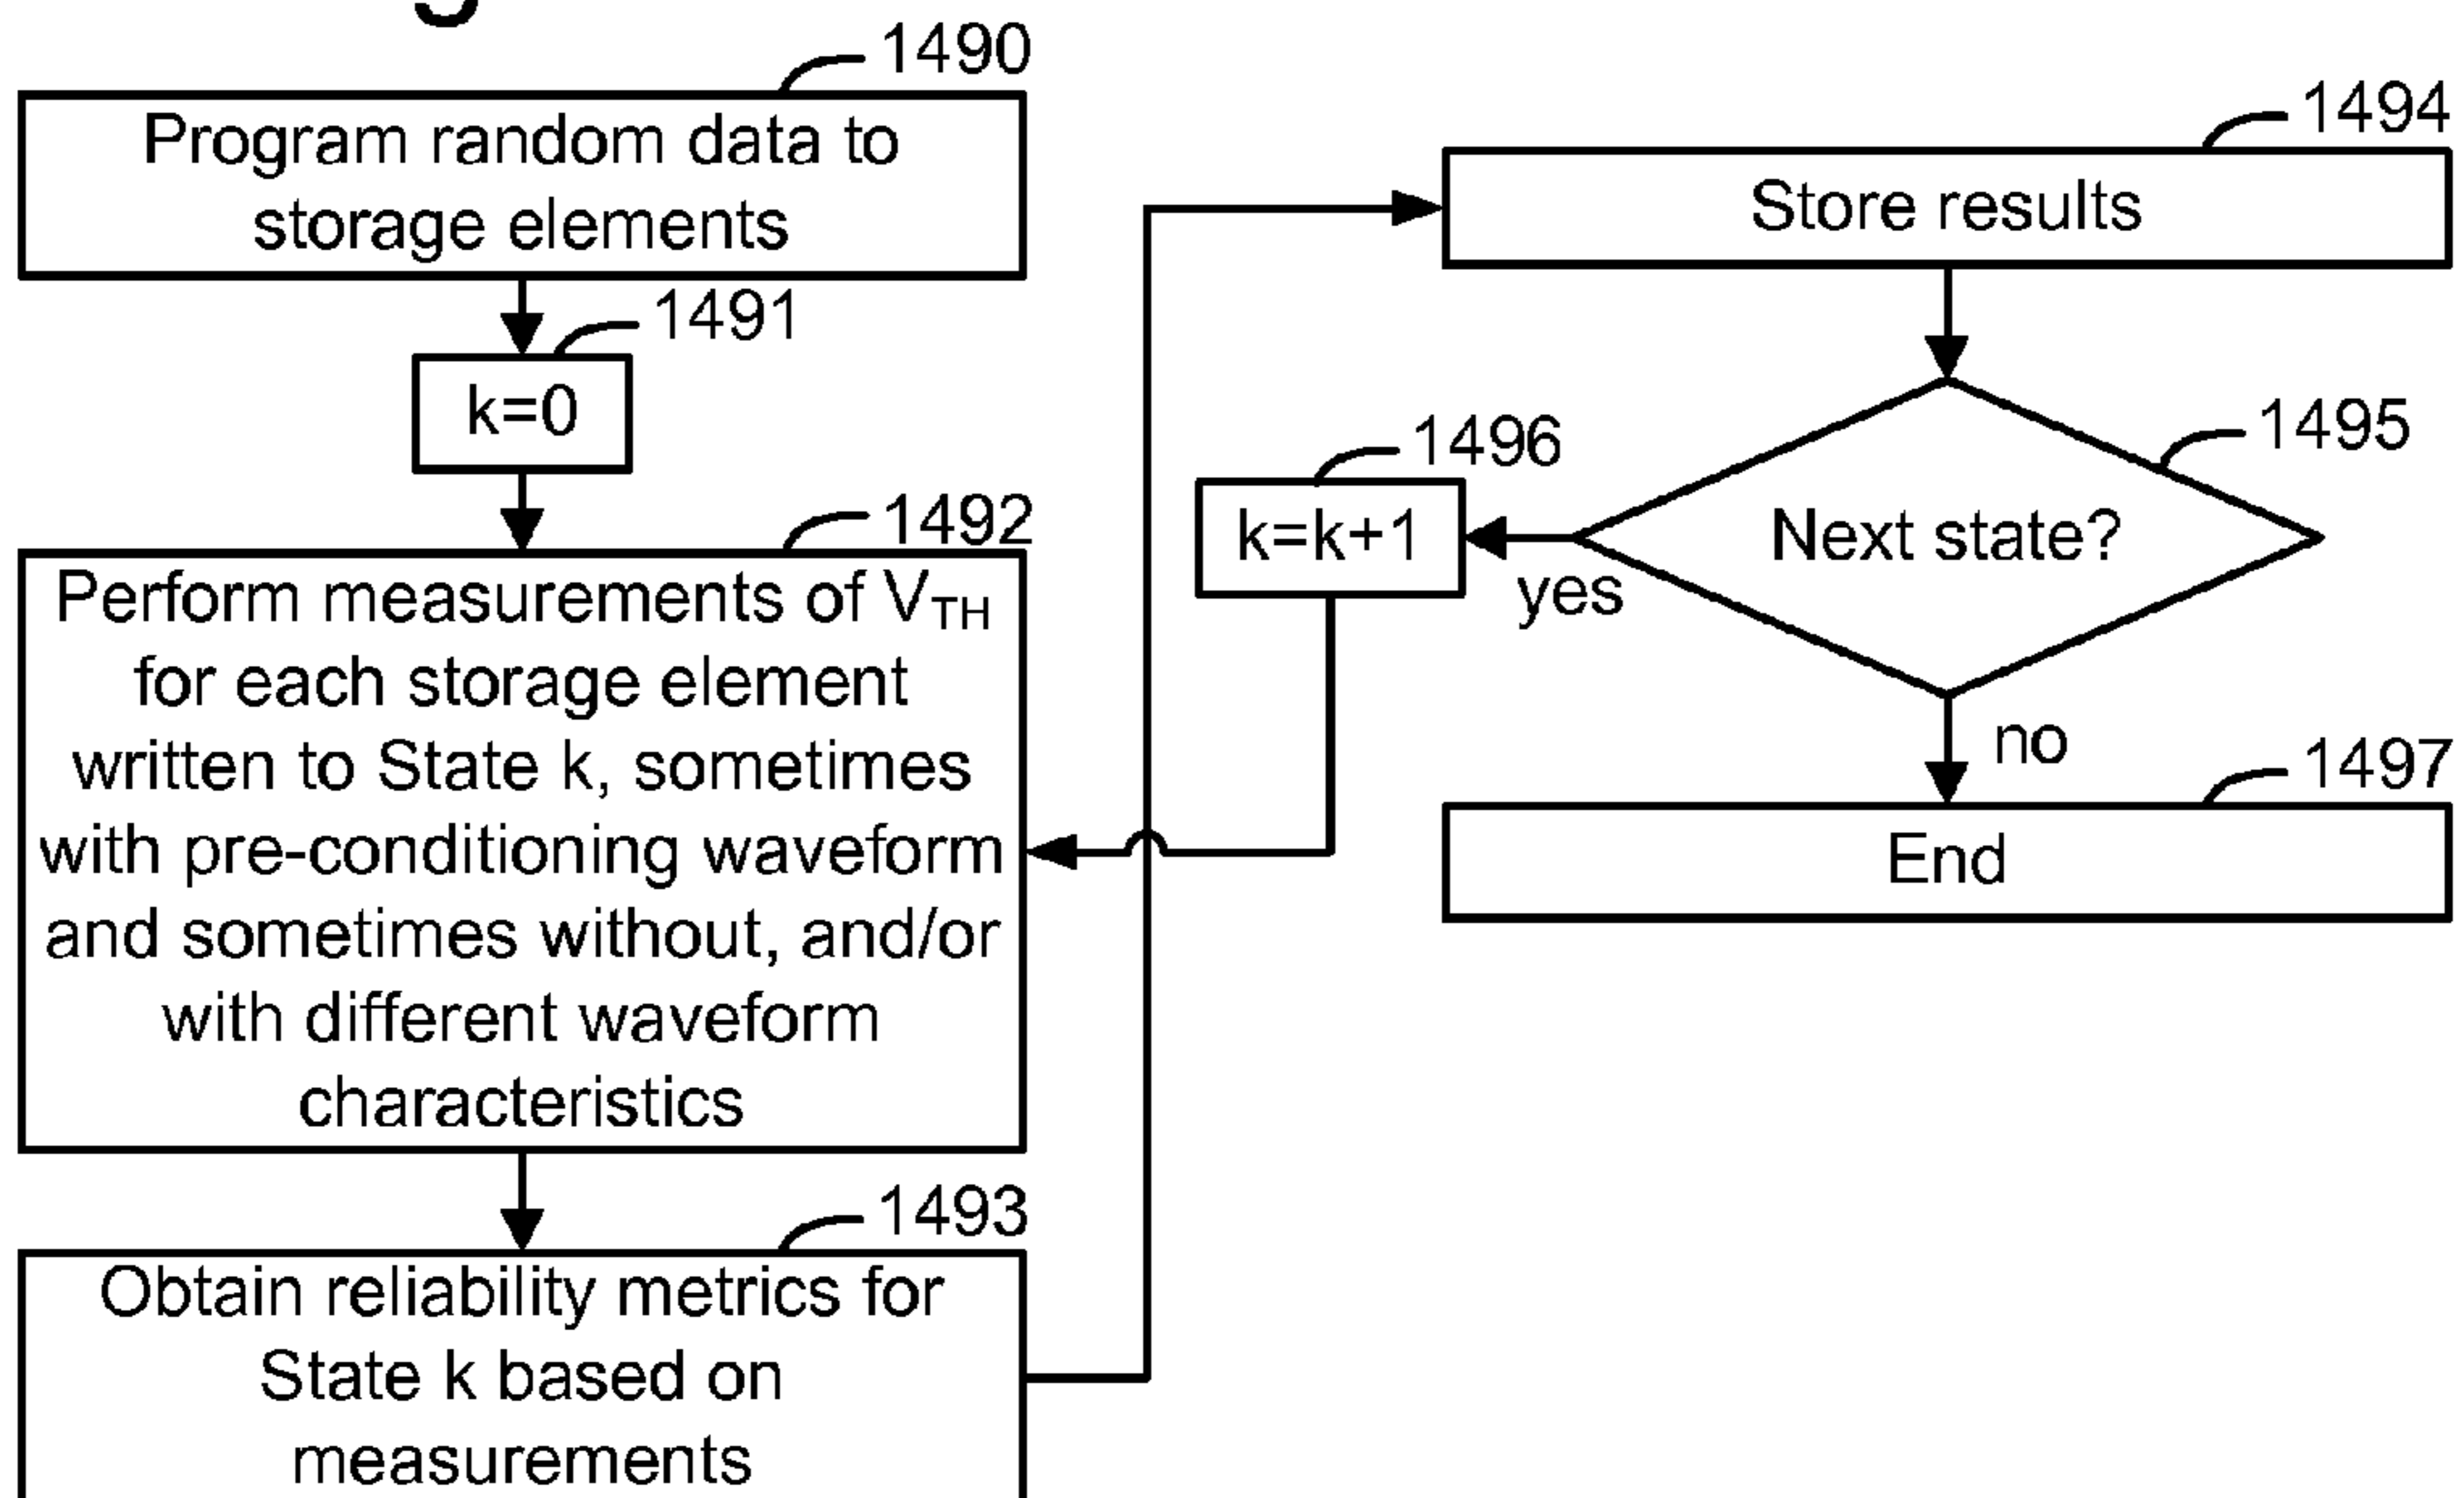 1490
Program random data to
storage elements
1491
k=0
1492
Perform measurements of VTH
for each storage element
written to State k, sometimes
with pre-conditioning waveform
and sometimes without, and/or
with different waveform
characteristics
1493
Obtain reliability metrics for
State k based on
measurements
1494
Store results
1495
Next state?
1496
k=k+1
yes
no
1497
End